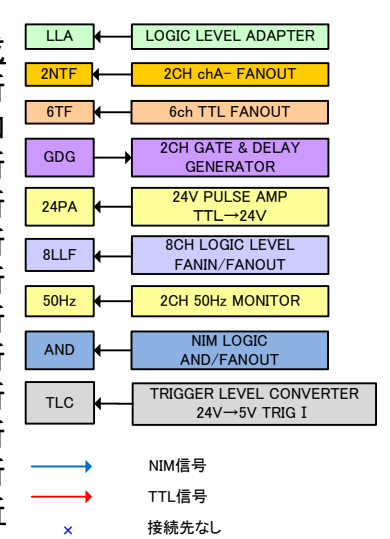 LLA LOGIC LEVEL ADAPTER
2NTF 2CH chA- FANOUT
6TF 6ch TTL FANOUT
GDG 2CH GATE & DELAY
GENERATOR
24PA 24V PULSE AMP
TTL→24V
8LLF 8CH LOGIC LEVEL
FANIN/FANOUT
50Hz 2CH 50Hz MONITOR
AND NIM LOGIC
AND/FANOUT
TLC TRIGGER LEVEL CONVERTER
24V→5V TRIG I
NIM信号
TTL信号
× 接続先なし